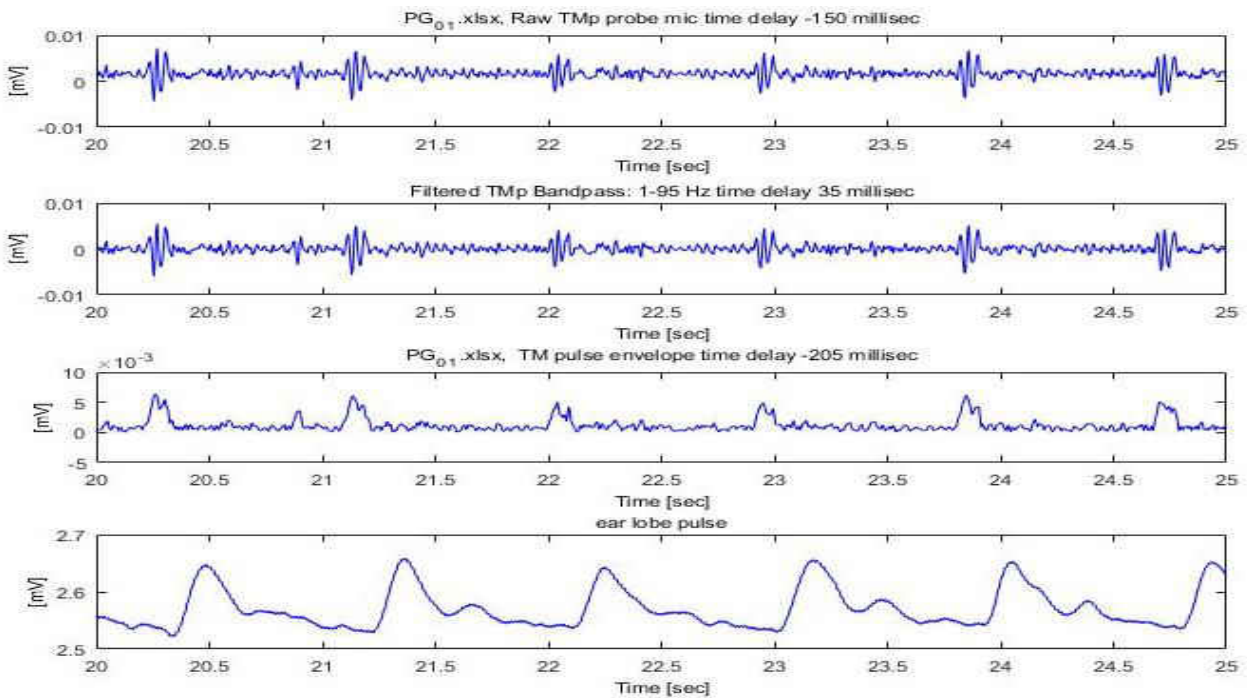 PG₀₁.xlsx, Raw TMp probe mic time delay -150 millisec
0.01
0
-0.01
[mV]
20 20.5 21 21.5 22 22.5 23 23.5 24 24.5 25
Time [sec]
Filtered TMp Bandpass: 1-95 Hz time delay 35 millisec
0.01
0
-0.01
[mV]
20 20.5 21 21.5 22 22.5 23 23.5 24 24.5 25
Time [sec]
PG₀₁.xlsx, TM pulse envelope time delay -205 millisec
×10⁻³
10
5
0
-5
[mV]
20 20.5 21 21.5 22 22.5 23 23.5 24 24.5 25
Time [sec]
ear lobe pulse
2.7
2.6
2.5
[mV]
20 20.5 21 21.5 22 22.5 23 23.5 24 24.5 25
Time [sec]